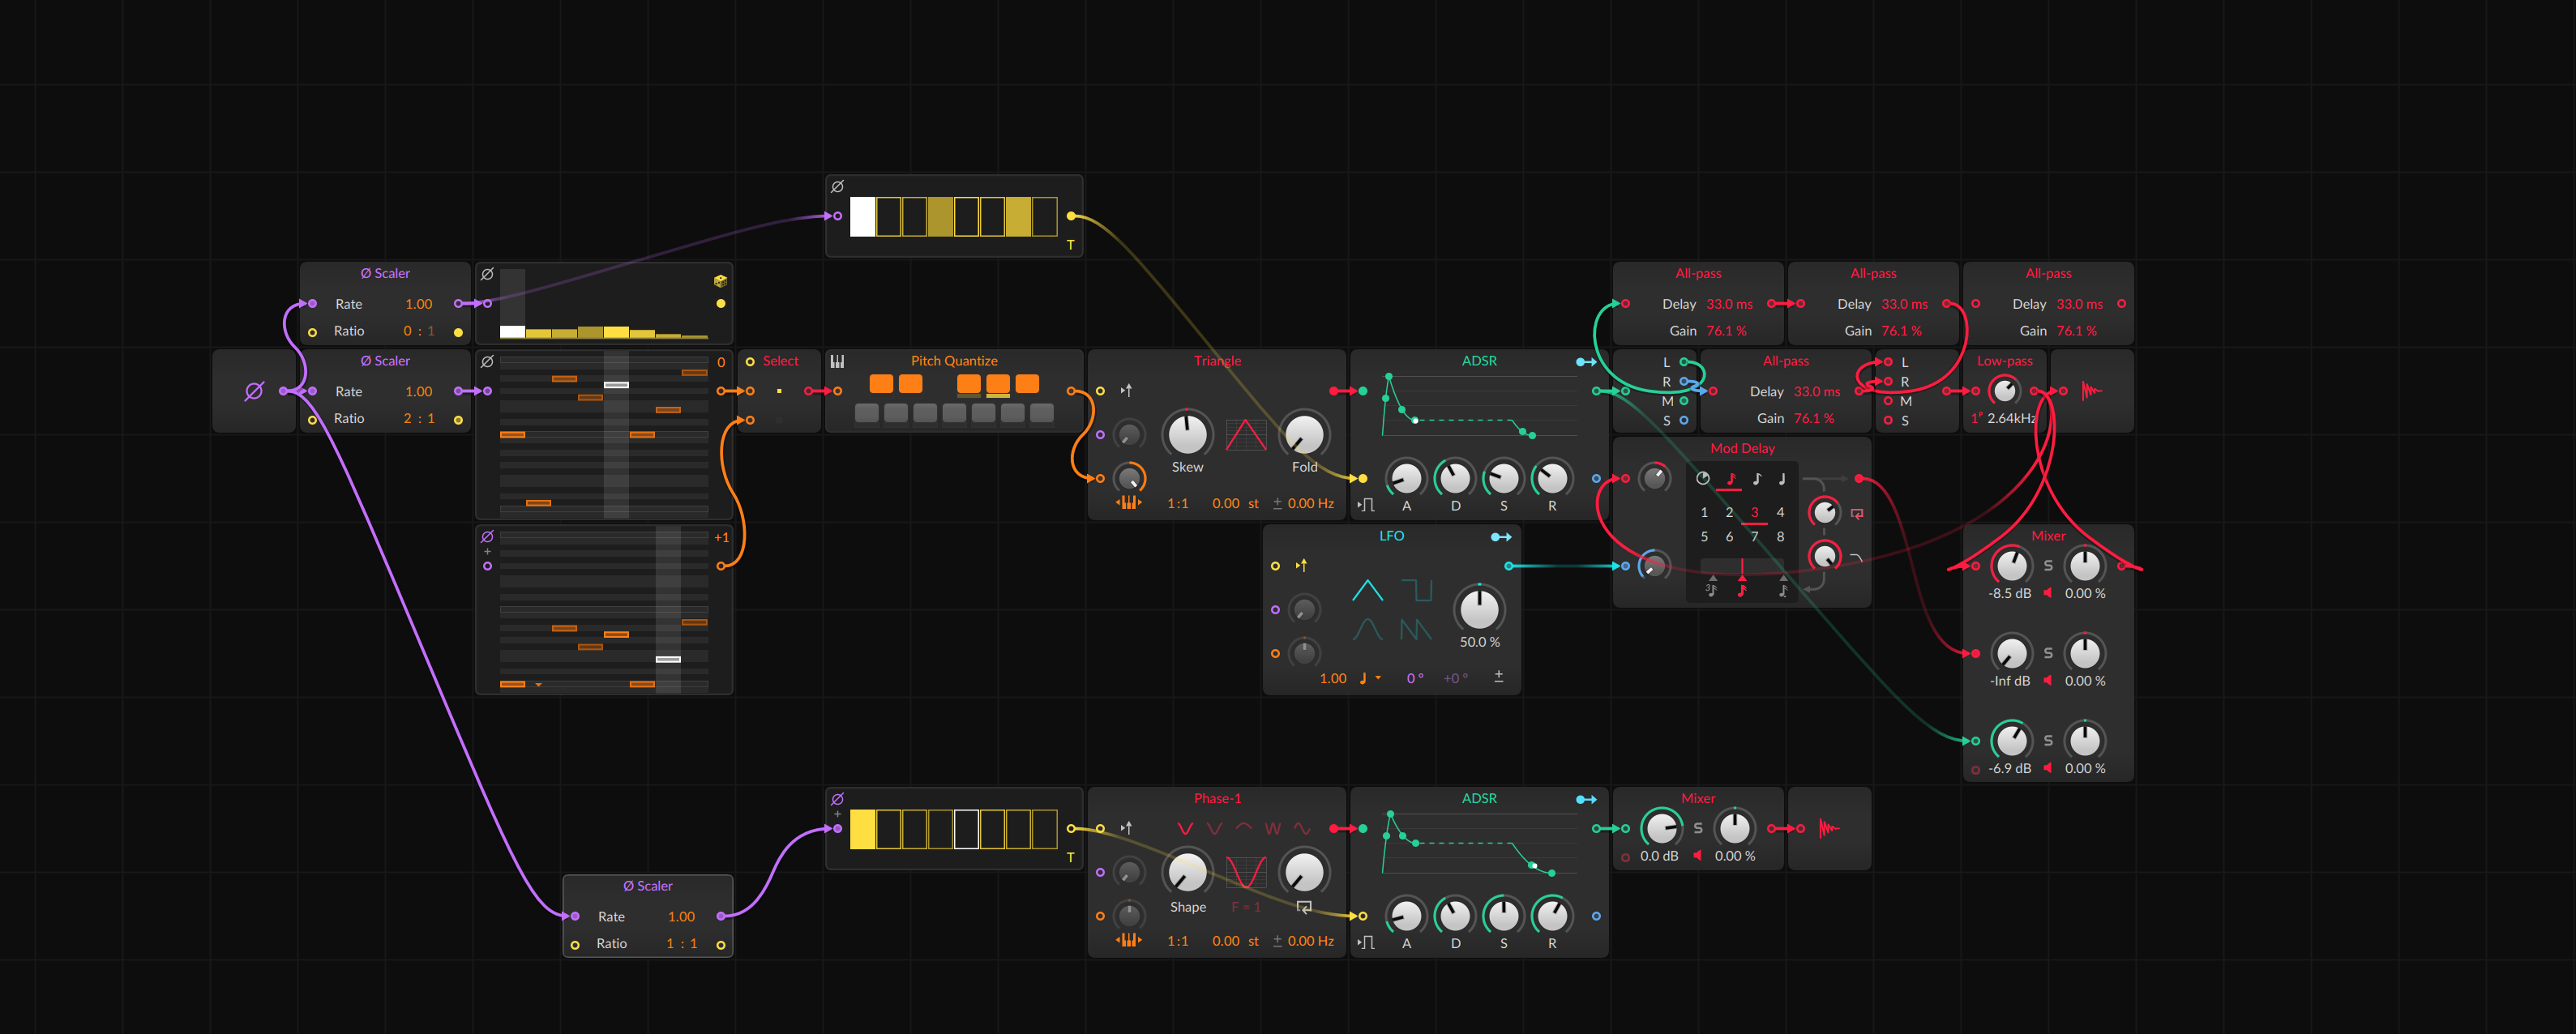 T
Ø Scaler
Rate 1.00
Ratio 0 : 1
All-pass
Delay 33.0 ms
Gain 76.1 %
All-pass
Delay 33.0 ms
Gain 76.1 %
All-pass
Delay 33.0 ms
Gain 76.1 %
Ø
Ø Scaler
Rate 1.00
Ratio 2 : 1
0
Select
Pitch Quantize
Triangle
Skew
Fold
1:1 0.00 st ± 0.00 Hz
ADSR
A D S R
L
R
M
S
All-pass
Delay 33.0 ms
Gain 76.1 %
L
R
M
S
Low-pass
2.64kHz
Mod Delay
1 2 3 4
5 6 7 8
3
+1
+
LFO
50.0 %
1.00 0 ° +0 ° ±
Mixer
S
-8.5 dB 0.00 %
S
-Inf dB 0.00 %
S
-6.9 dB 0.00 %
+
T
Phase-1
Shape
F = 1
1:1 0.00 st ± 0.00 Hz
ADSR
A D S R
Mixer
S
0.0 dB 0.00 %
Ø Scaler
Rate 1.00
Ratio 1 : 1